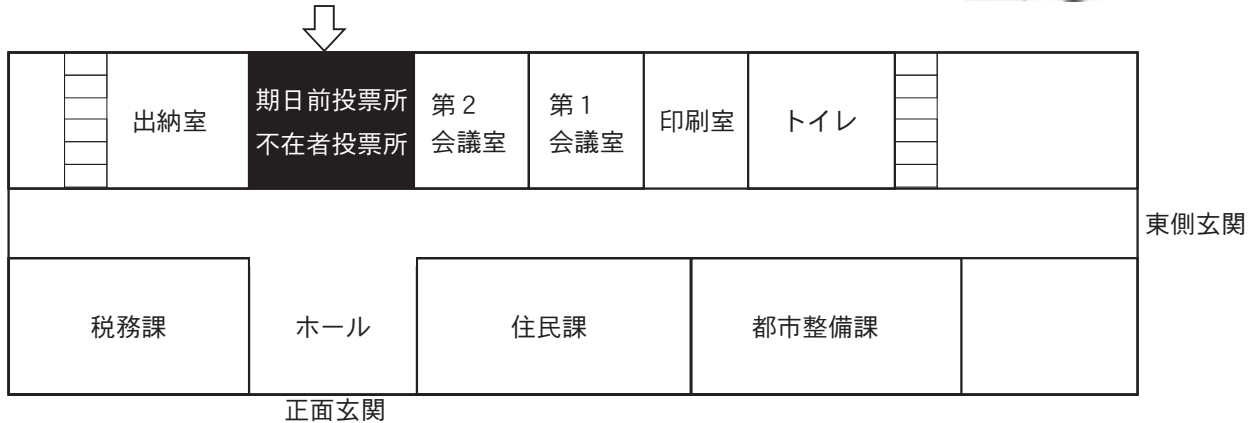 出納室
期日前投票所
不在者投票所
第２
会議室
第１
会議室
印刷室
トイレ
東側玄関
税務課
ホール
住民課
都市整備課
正面玄関